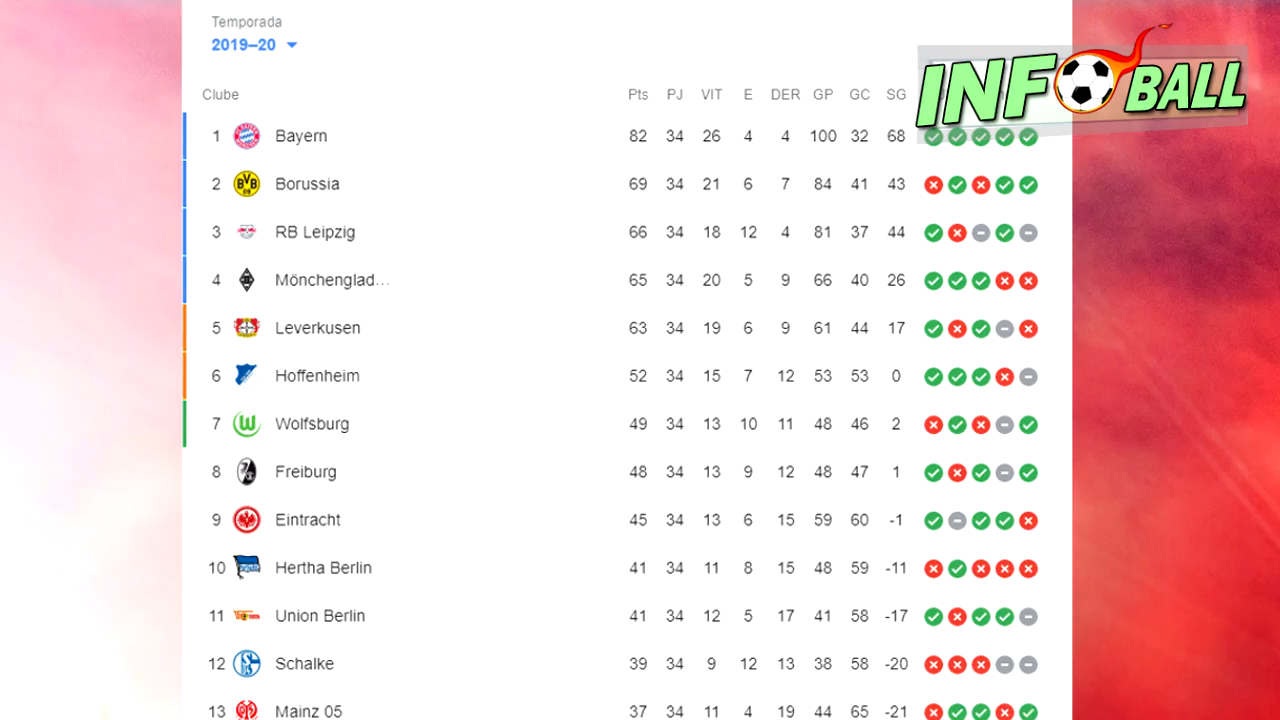 Temporada
2019–20
INFOBALL
Clube Pts PJ VIT E DER GP GC SG
1 Bayern 82 34 26 4 4 100 32 68
2 BVB 09 Borussia 69 34 21 6 7 84 41 43
3 RB Leipzig 66 34 18 12 4 81 37 44
4 Mönchenglad... 65 34 20 5 9 66 40 26
5 Leverkusen 63 34 19 6 9 61 44 17
6 Hoffenheim 52 34 15 7 12 53 53 0
7 W Wolfsburg 49 34 13 10 11 48 46 2
8 Freiburg 48 34 13 9 12 48 47 1
9 Eintracht 45 34 13 6 15 59 60 -1
10 Hertha Berlin 41 34 11 8 15 48 59 -11
11 Union Berlin 41 34 12 5 17 41 58 -17
12 Schalke 39 34 9 12 13 38 58 -20
13 Mainz 05 37 34 11 4 19 44 65 -21